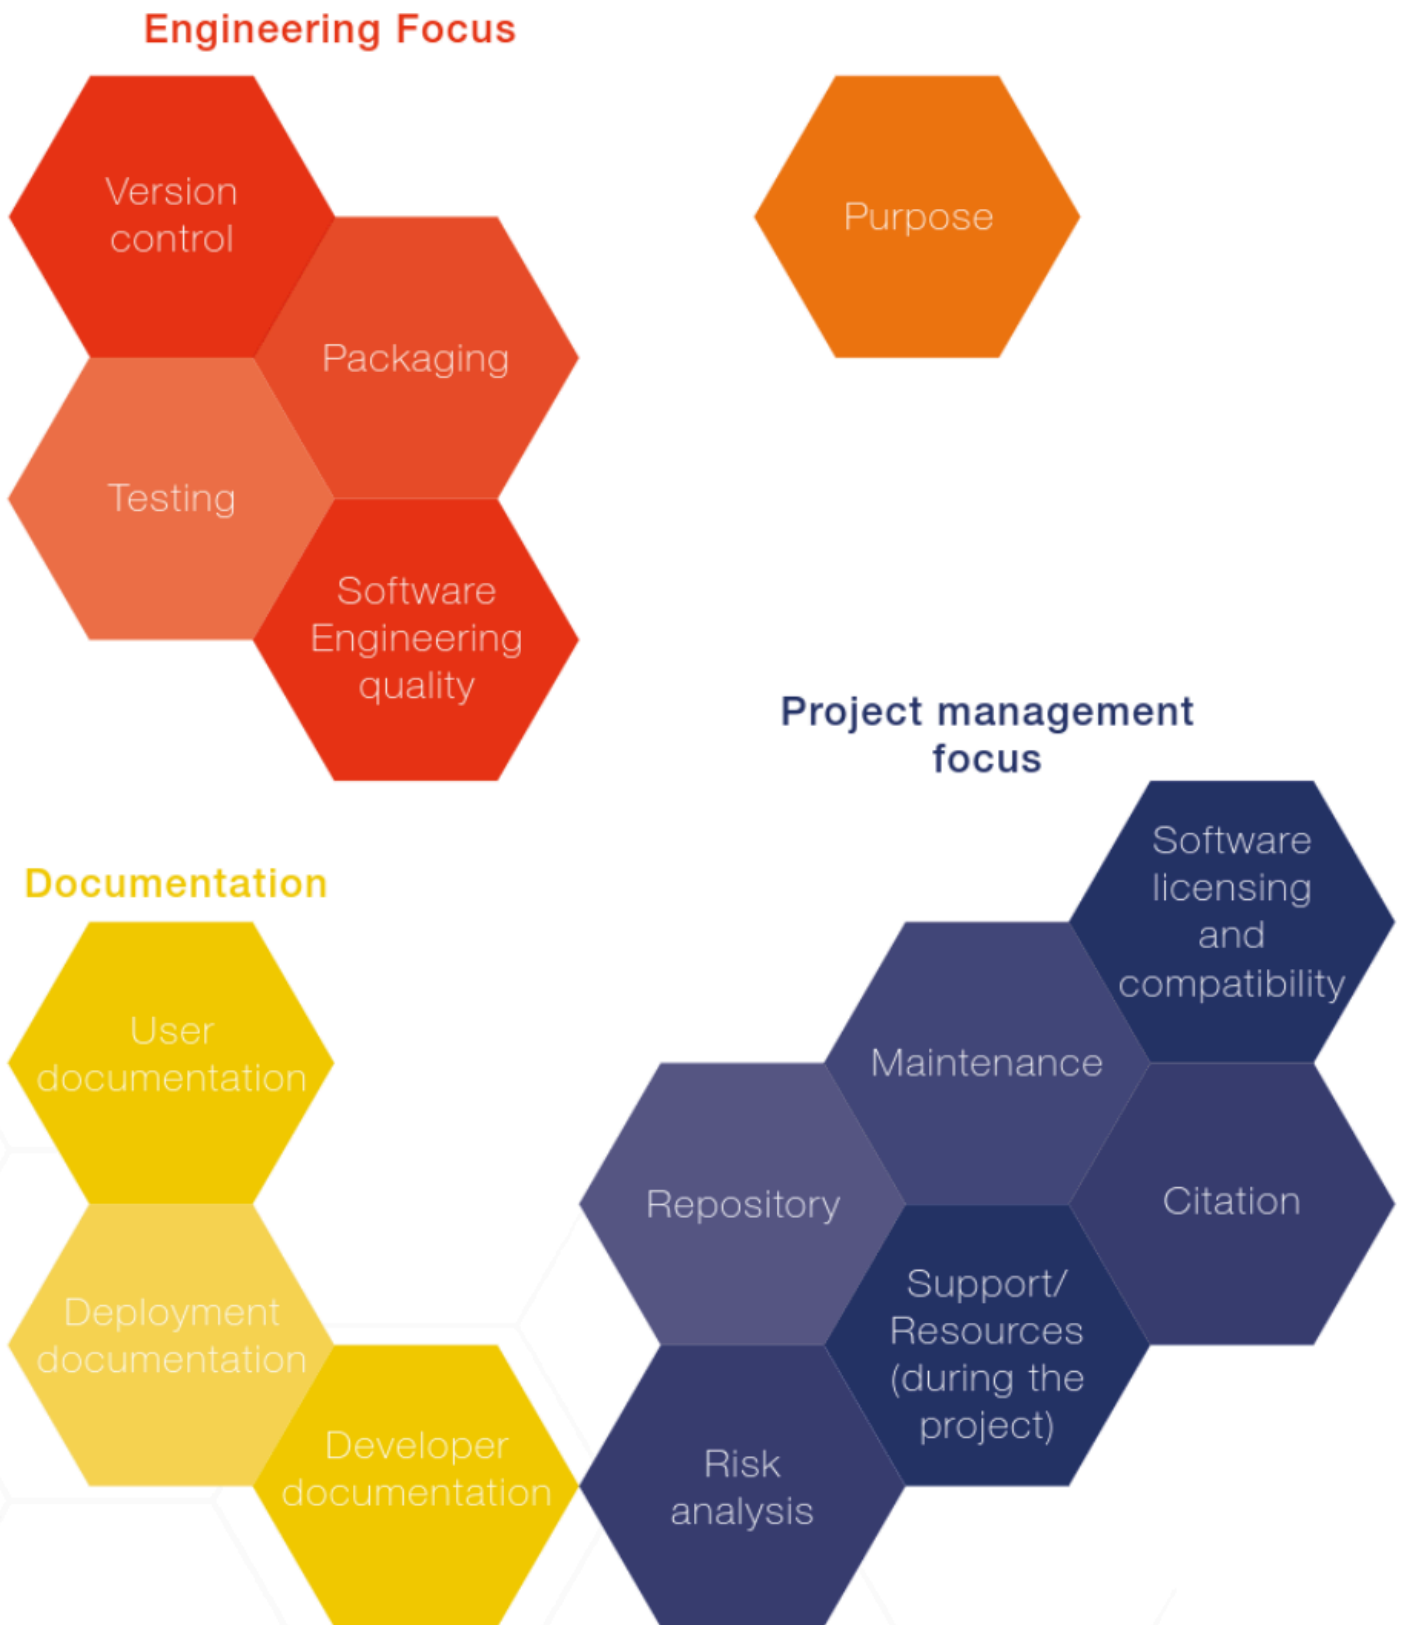 Engineering Focus
Version
control
Packaging
Testing
Software
Engineering
quality
Purpose
Project management
focus
Software
licensing
and
compatibility
Maintenance
Repository
Citation
Support/
Resources
(during the
project)
Risk
analysis
Documentation
User
documentation
Deployment
documentation
Developer
documentation